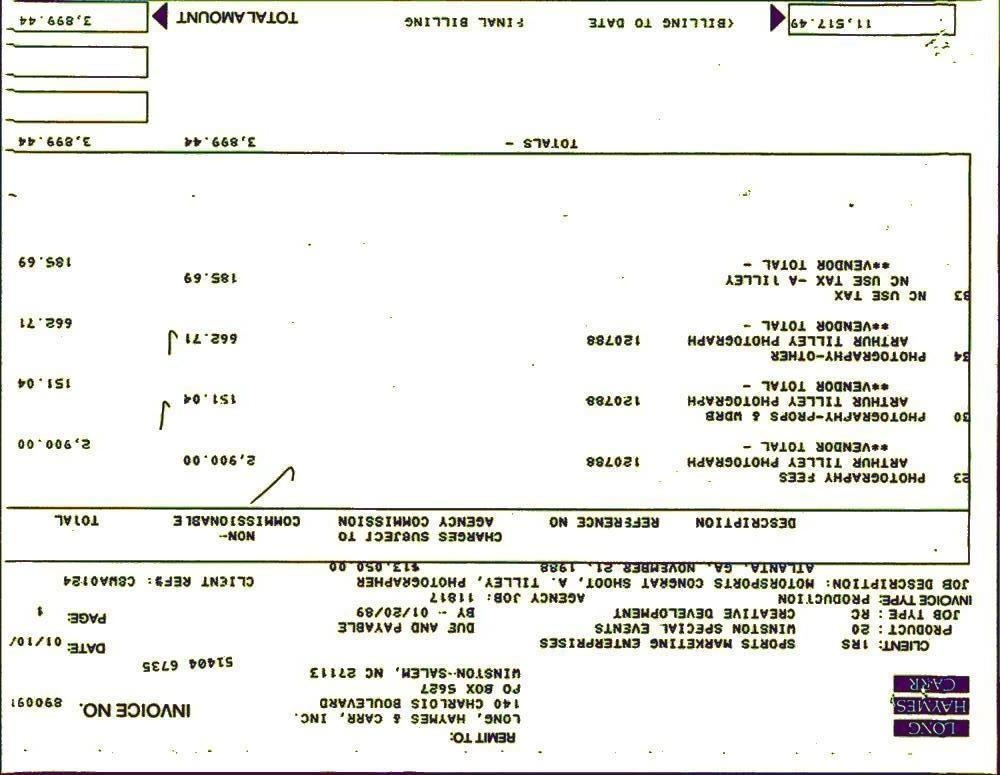 LONG
HAYMES
CARR
REMIT TO:
LONG, HAYMES & CARR, INC.
140 CHARLOIS BOULEVARD
PO BOX 5627
WINSTON-SALEM, NC 27113
INVOICE NO. 890091
51404 6735
CLIENT: 1RS SPORTS MARKETING ENTERPRISES
PRODUCT: 20 WINSTON SPECIAL EVENTS DUE AND PAYABLE DATE: 01/10/
JOB TYPE: RC CREATIVE DEVELOPMENT BY - 01/20/89 PAGE: 1
INVOICE TYPE: PRODUCTION AGENCY JOB: 11817
JOB DESCRIPTION: MOTORSPORTS CONGRAT SHOOT, A. TILLEY, PHOTOGRAPHER CLIENT REF#: C8WA0124
ATLANTA, GA, NOVEMBER 21, 1988 $13,050.00
DESCRIPTION REFERENCE NO CHARGES SUBJECT TO AGENCY COMMISSION NON-COMMISSIONABLE TOTAL
23 PHOTOGRAPHY FEES
ARTHUR TILLEY PHOTOGRAPH 120788 2,900.00
**VENDOR TOTAL - 2,900.00
30 PHOTOGRAPHY-PROPS & WDRB
ARTHUR TILLEY PHOTOGRAPH 120788 151.04
**VENDOR TOTAL - 151.04
34 PHOTOGRAPHY-OTHER
ARTHUR TILLEY PHOTOGRAPH 120788 662.71
**VENDOR TOTAL - 662.71
83 NC USE TAX
NC USE TAX -A TILLEY 185.69
**VENDOR TOTAL - 185.69
TOTALS - 3,899.44 3,899.44
11,517.49 <BILLING TO DATE FINAL BILLING TOTAL AMOUNT 3,899.44